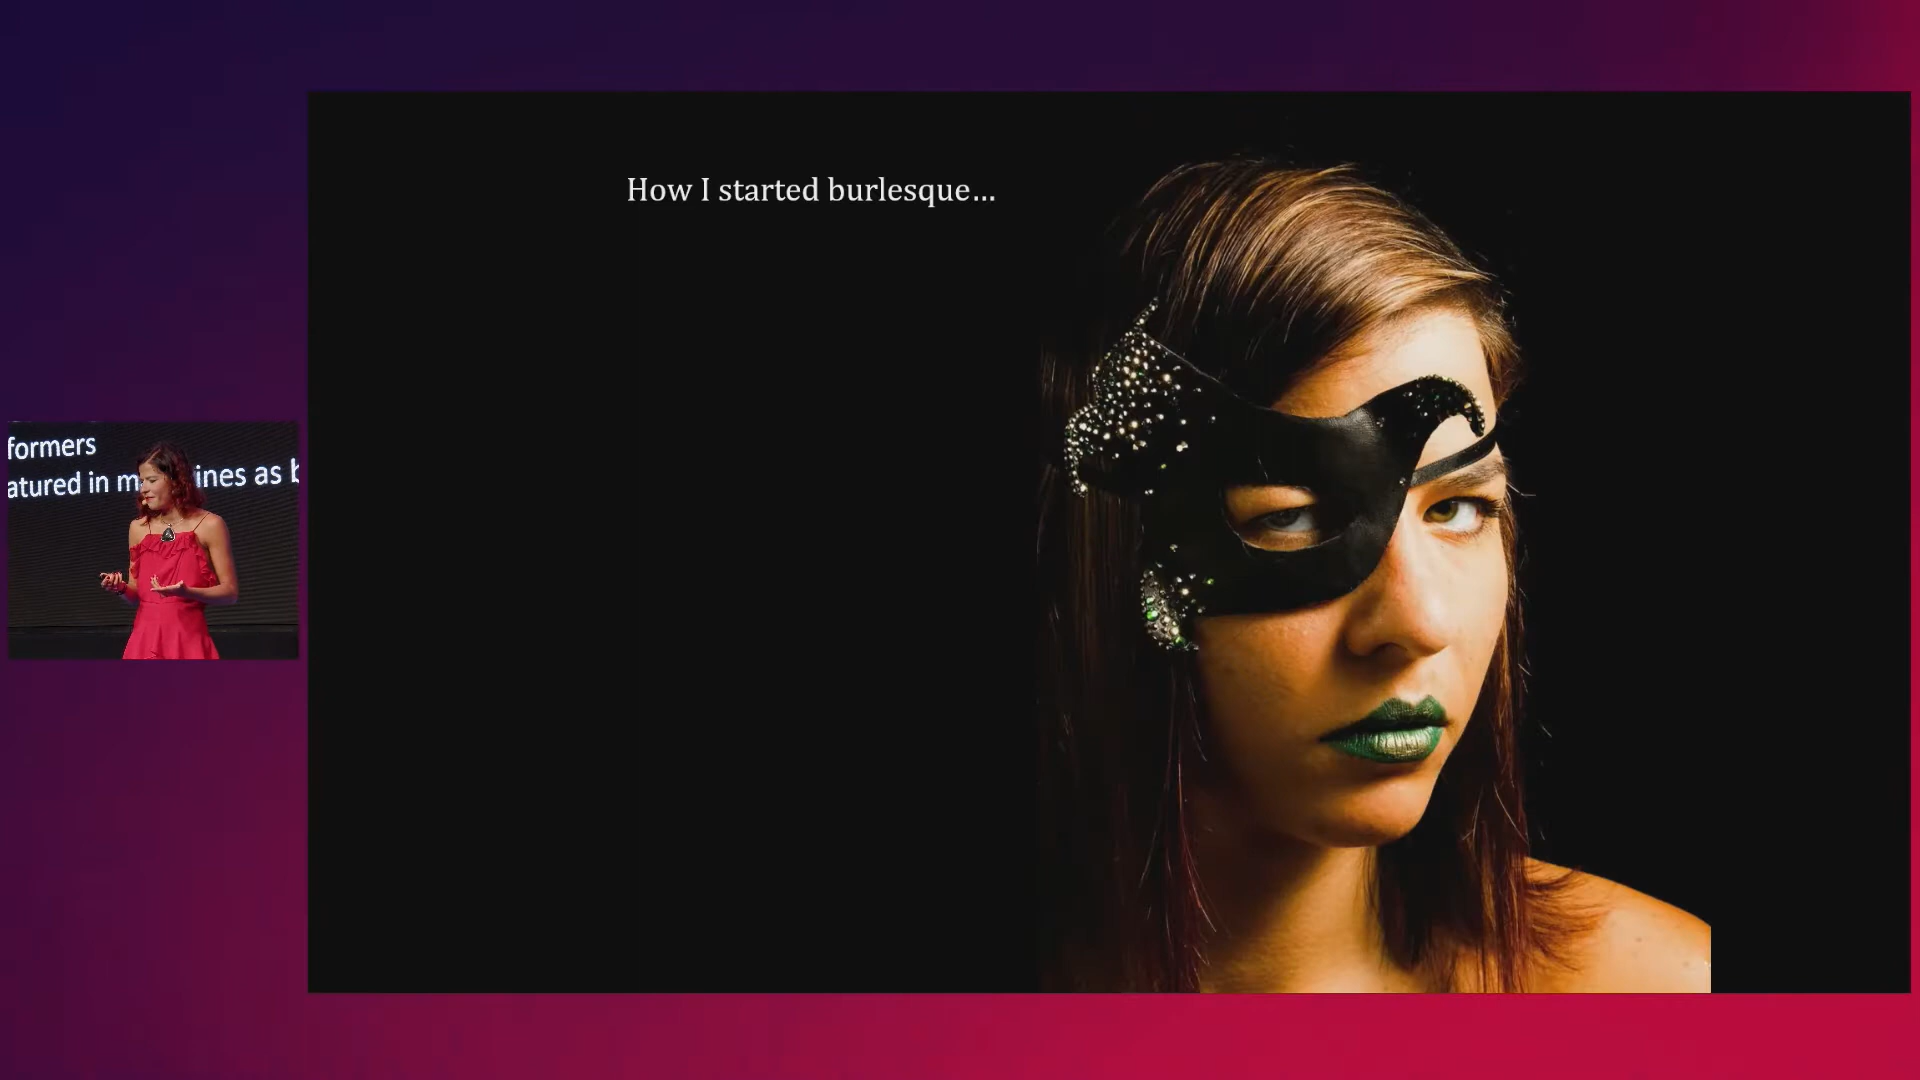 How I started burlesque...
formers
atured in m
ines as b